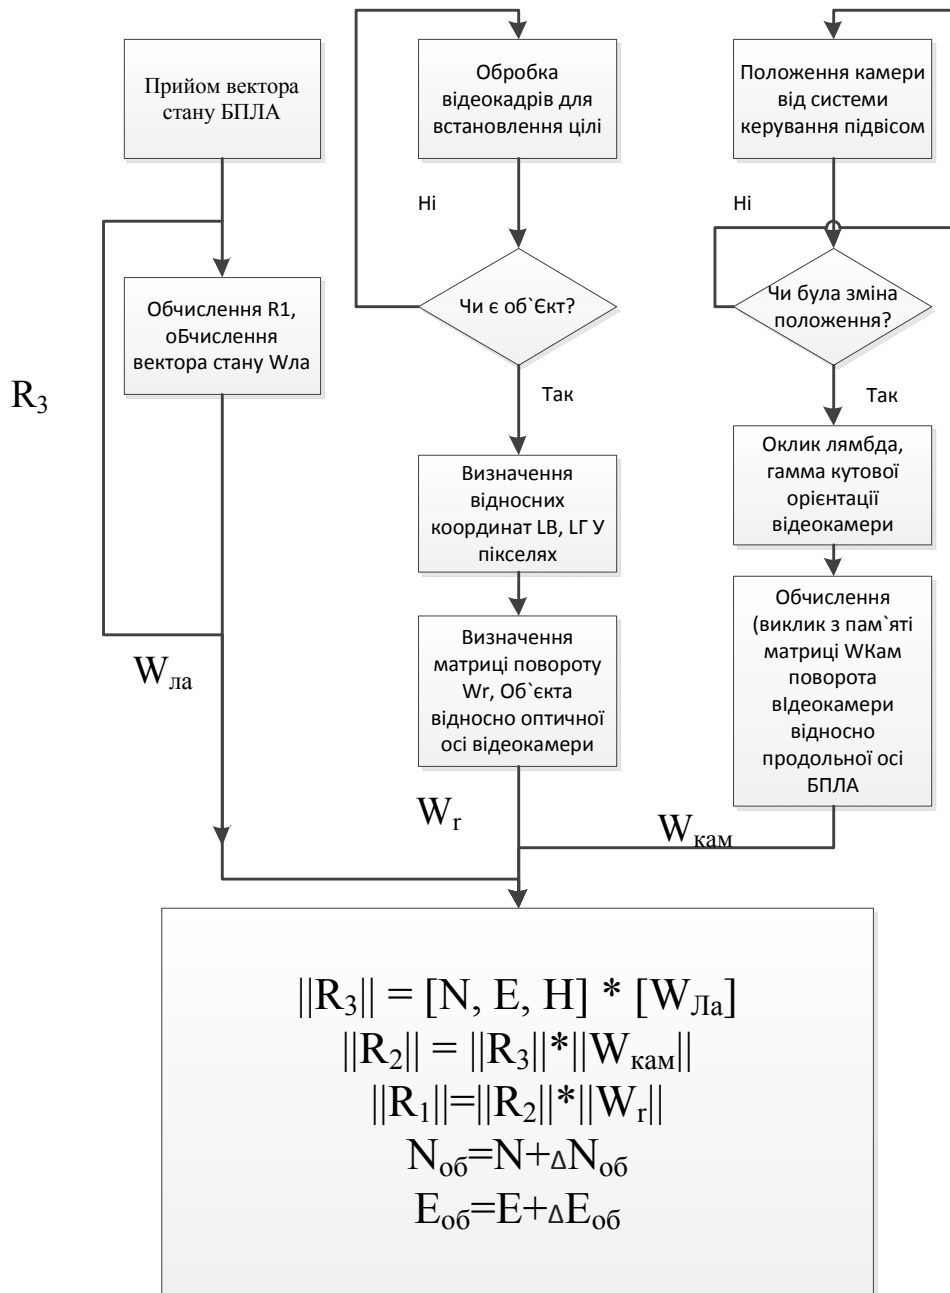 Прийом вектора
стану БПЛА
Обробка
відеокадрів для
встановлення цілі
Положення камери
від системи
керування підвісом
Ні
Ні
Обчислення R1,
оБчислення
вектора стану Wла
Чи є об`Єкт?
Чи була зміна
положення?
R₃
Так
Так
Визначення
відносних
координат LB, LГ У
пікселях
Оклик лямбда,
гамма кутової
орієнтації
відеокамери
Визначення
матриці повороту
Wr, Об`єкта
відносно оптичної
осі відеокамери
Обчислення
(виклик з пам`яті
матриці WКам
поворота
вІдеокамери
відносно
продольної осі
БПЛА
Wла
Wr
Wкам
||R₃|| = [N, E, H] * [WЛа]
||R₂|| = ||R₃||*||Wкам||
||R₁||=||R₂||*||Wr||
Nоб=N+ΔNоб
Eоб=E+ΔEоб